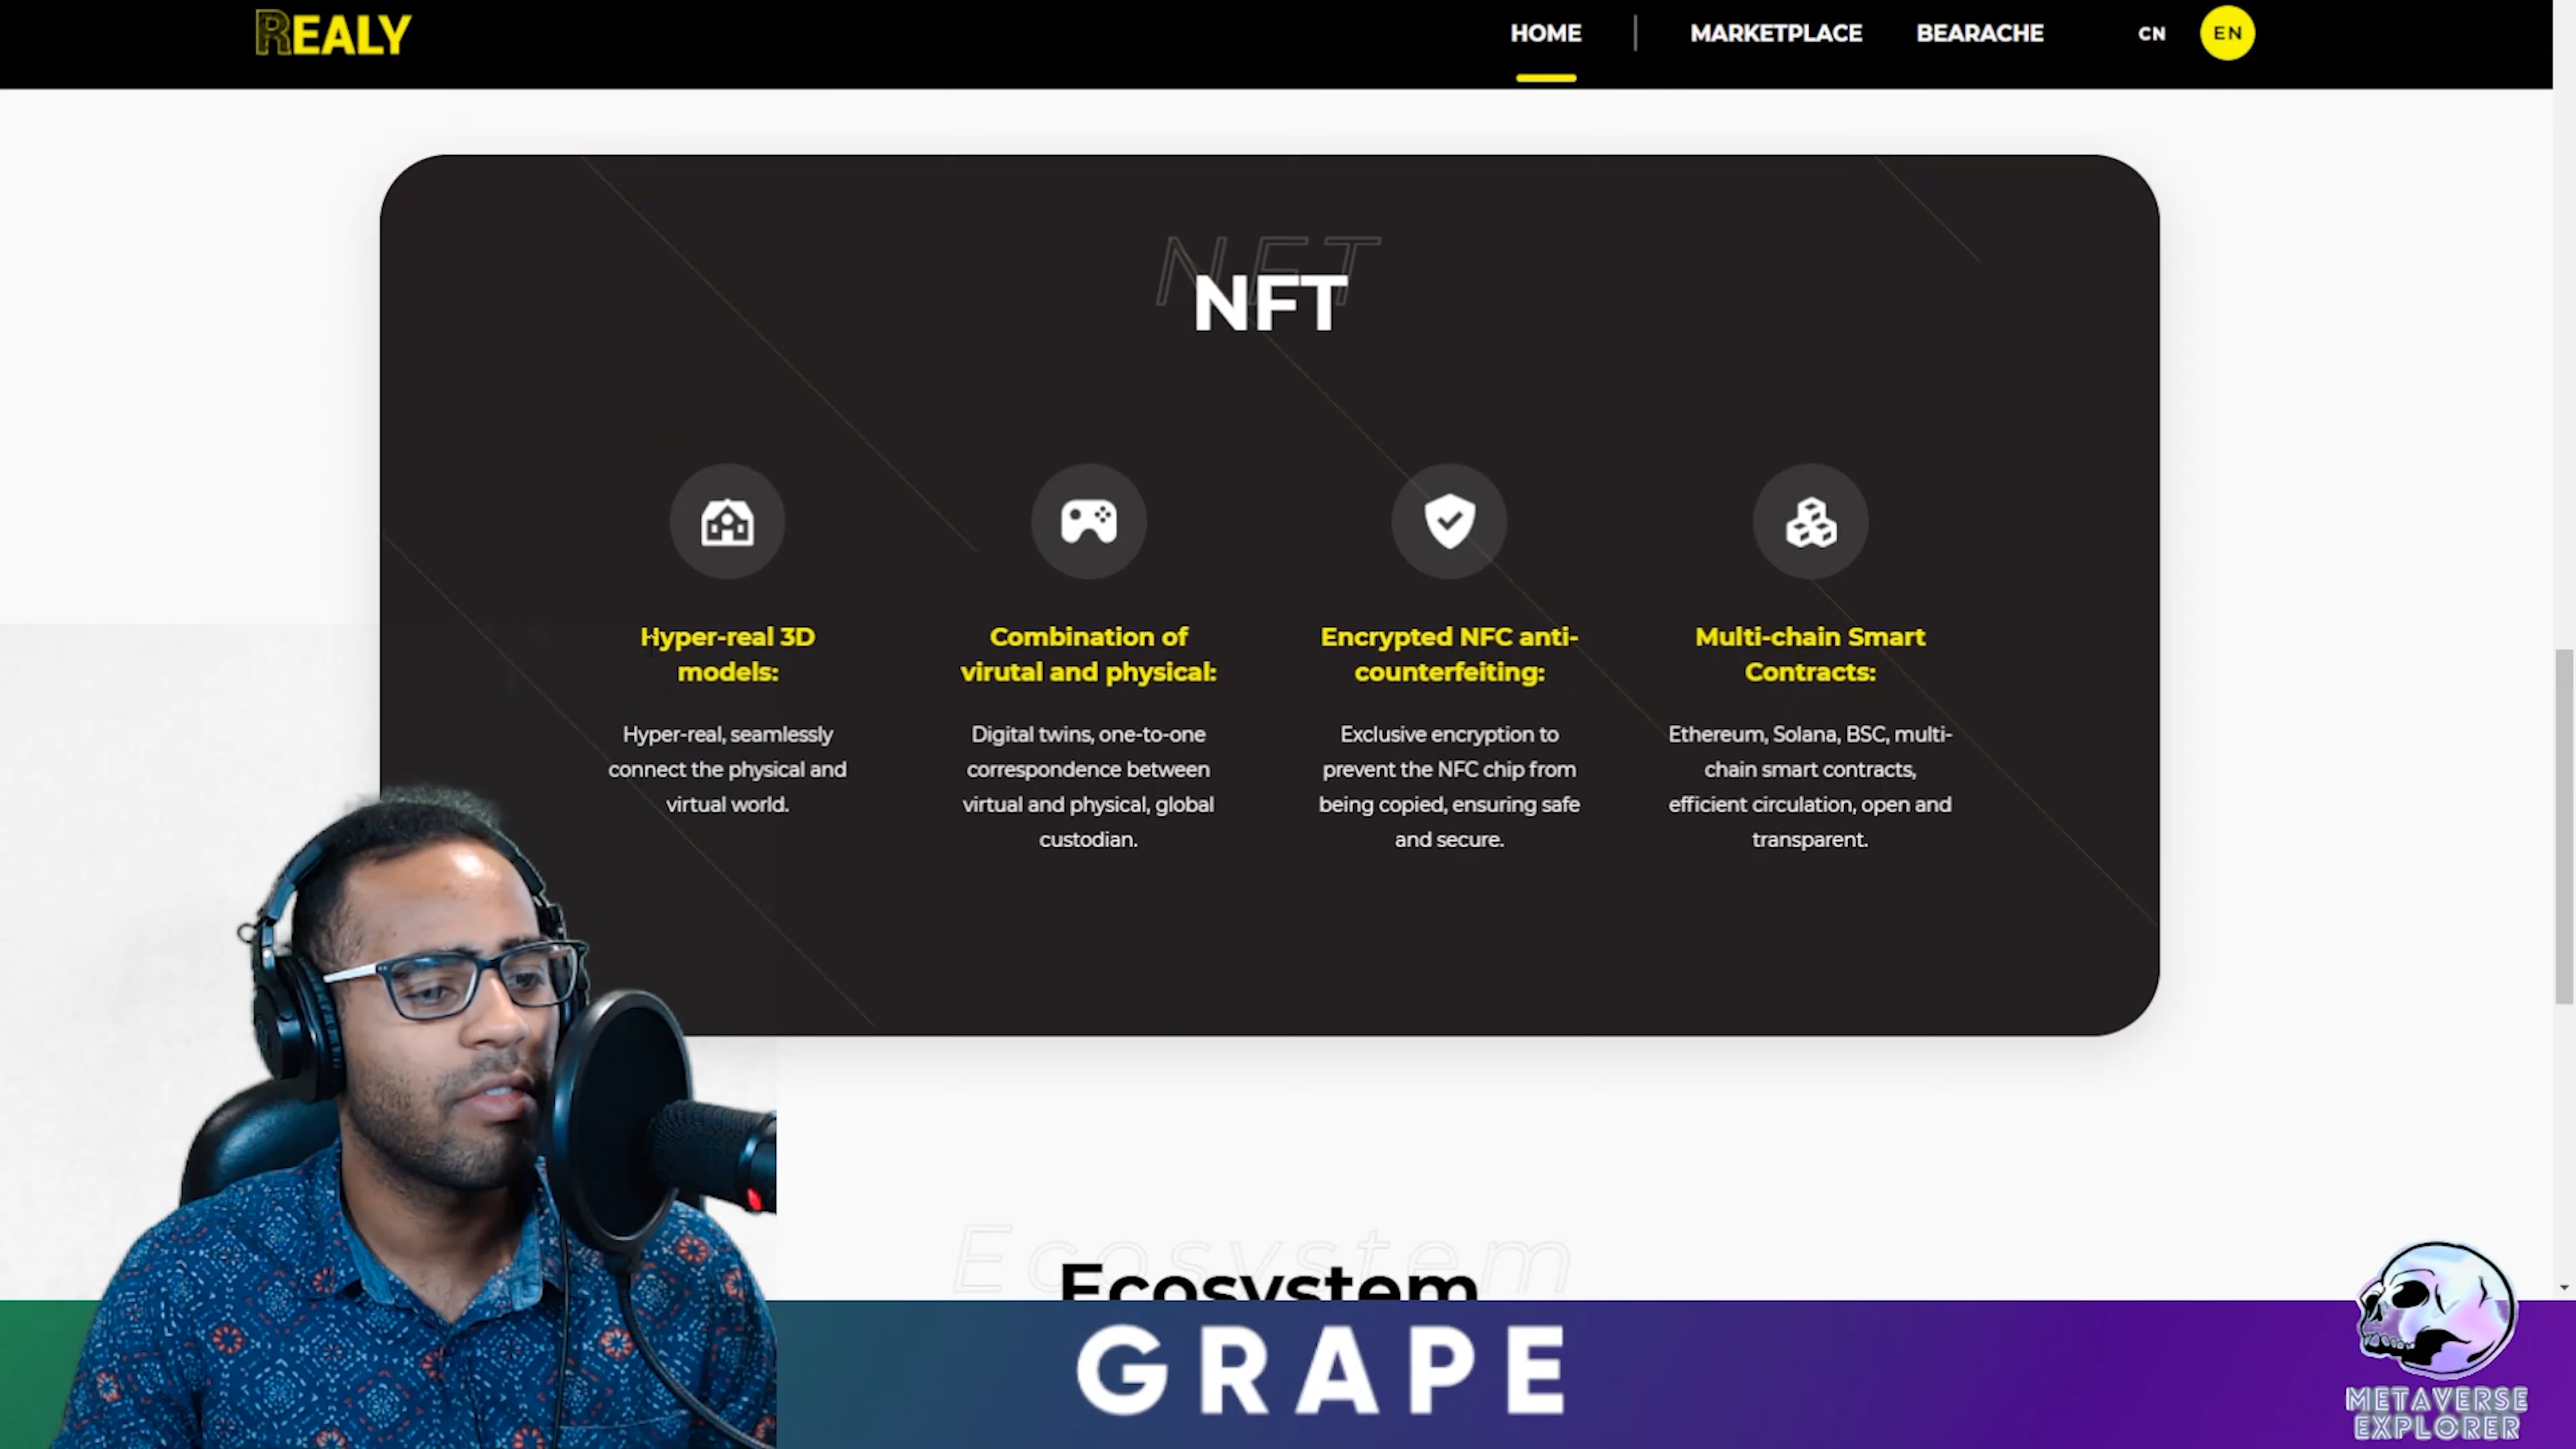 REALY
HOME
MARKETPLACE
BEARACHE
CN
EN
NFT
NFT
Hyper-real 3D
models:
Hyper-real, seamlessly
connect the physical and
virtual world.
Combination of
virutal and physical:
Digital twins, one-to-one
correspondence between
virtual and physical, global
custodian.
Encrypted NFC anti-
counterfeiting:
Exclusive encryption to
prevent the NFC chip from
being copied, ensuring safe
and secure.
Multi-chain Smart
Contracts:
Ethereum, Solana, BSC, multi-
chain smart contracts,
efficient circulation, open and
transparent.
Ecosystem
Ecosystem
GRAPE
METAVERSE
EXPLORER